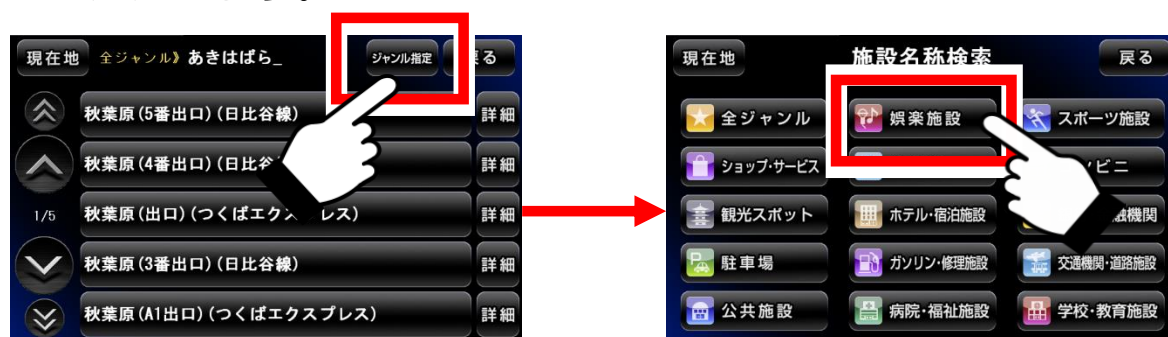 現在地 全ジャンル》あきはばら_ ジャンル指定 る
秋葉原(5番出口)(日比谷線) 詳細
秋葉原(4番出口)(日比谷 詳細
1/5 秋葉原(出口)(つくばエクスプレス) 詳細
秋葉原(3番出口)(日比谷線) 詳細
秋葉原(A1出口)(つくばエクスプレス) 詳細
現在地 施設名称検索 戻る
全ジャンル 娯楽施設 スポーツ施設
ショップ・サービス ビニ
観光スポット ホテル・宿泊施設 機関
駐車場 ガソリン・修理施設 交通機関・道路施設
公共施設 病院・福祉施設 学校・教育施設